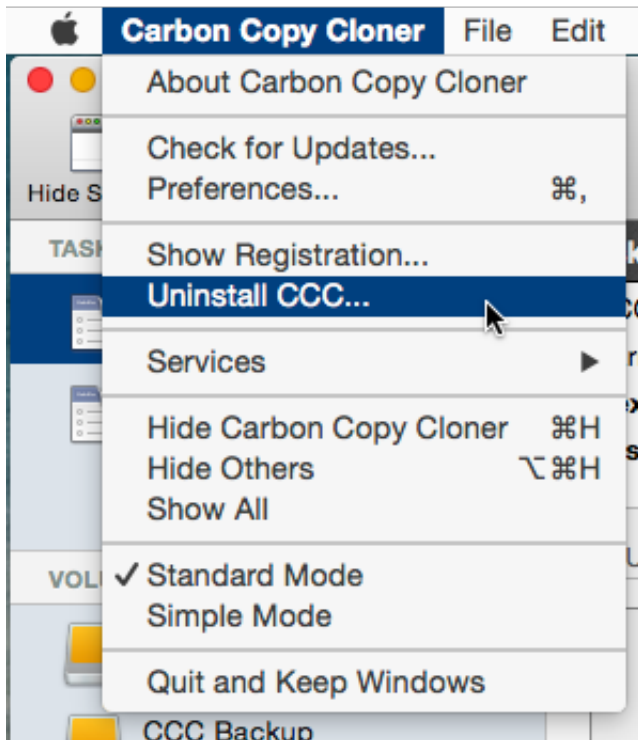 Carbon Copy Cloner File Edit
About Carbon Copy Cloner
Check for Updates...
Preferences... ⌘,
Hide S
TASK
Show Registration...
Uninstall CCC...
Services ▶
Hide Carbon Copy Cloner ⌘H
Hide Others ⌥⌘H
Show All
VOLU
✓ Standard Mode
Simple Mode
Quit and Keep Windows
CCC Backup